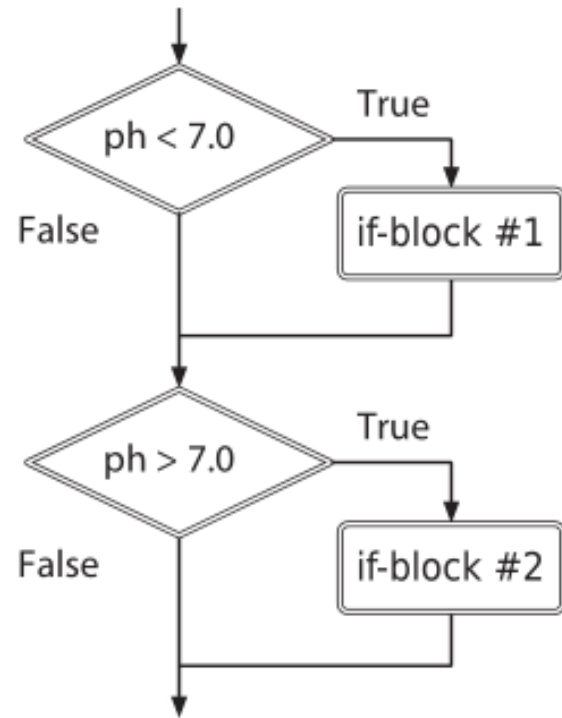 ph < 7.0
True
False
if-block #1
ph > 7.0
True
False
if-block #2